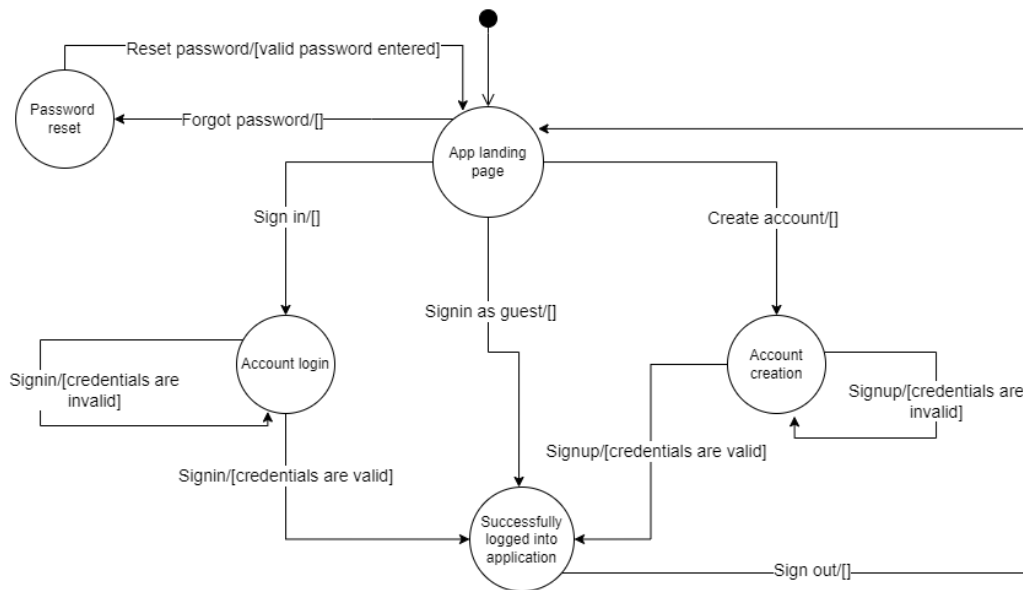 Reset password/[valid password entered]
Password
reset
Forgot password/[]
App landing
page
Sign in/[]
Create account/[]
Signin as guest/[]
Account login
Account
creation
Signin/[credentials are
invalid]
Signup/[credentials are
invalid]
Signin/[credentials are valid]
Signup/[credentials are valid]
Successfully
logged into
application
Sign out/[]